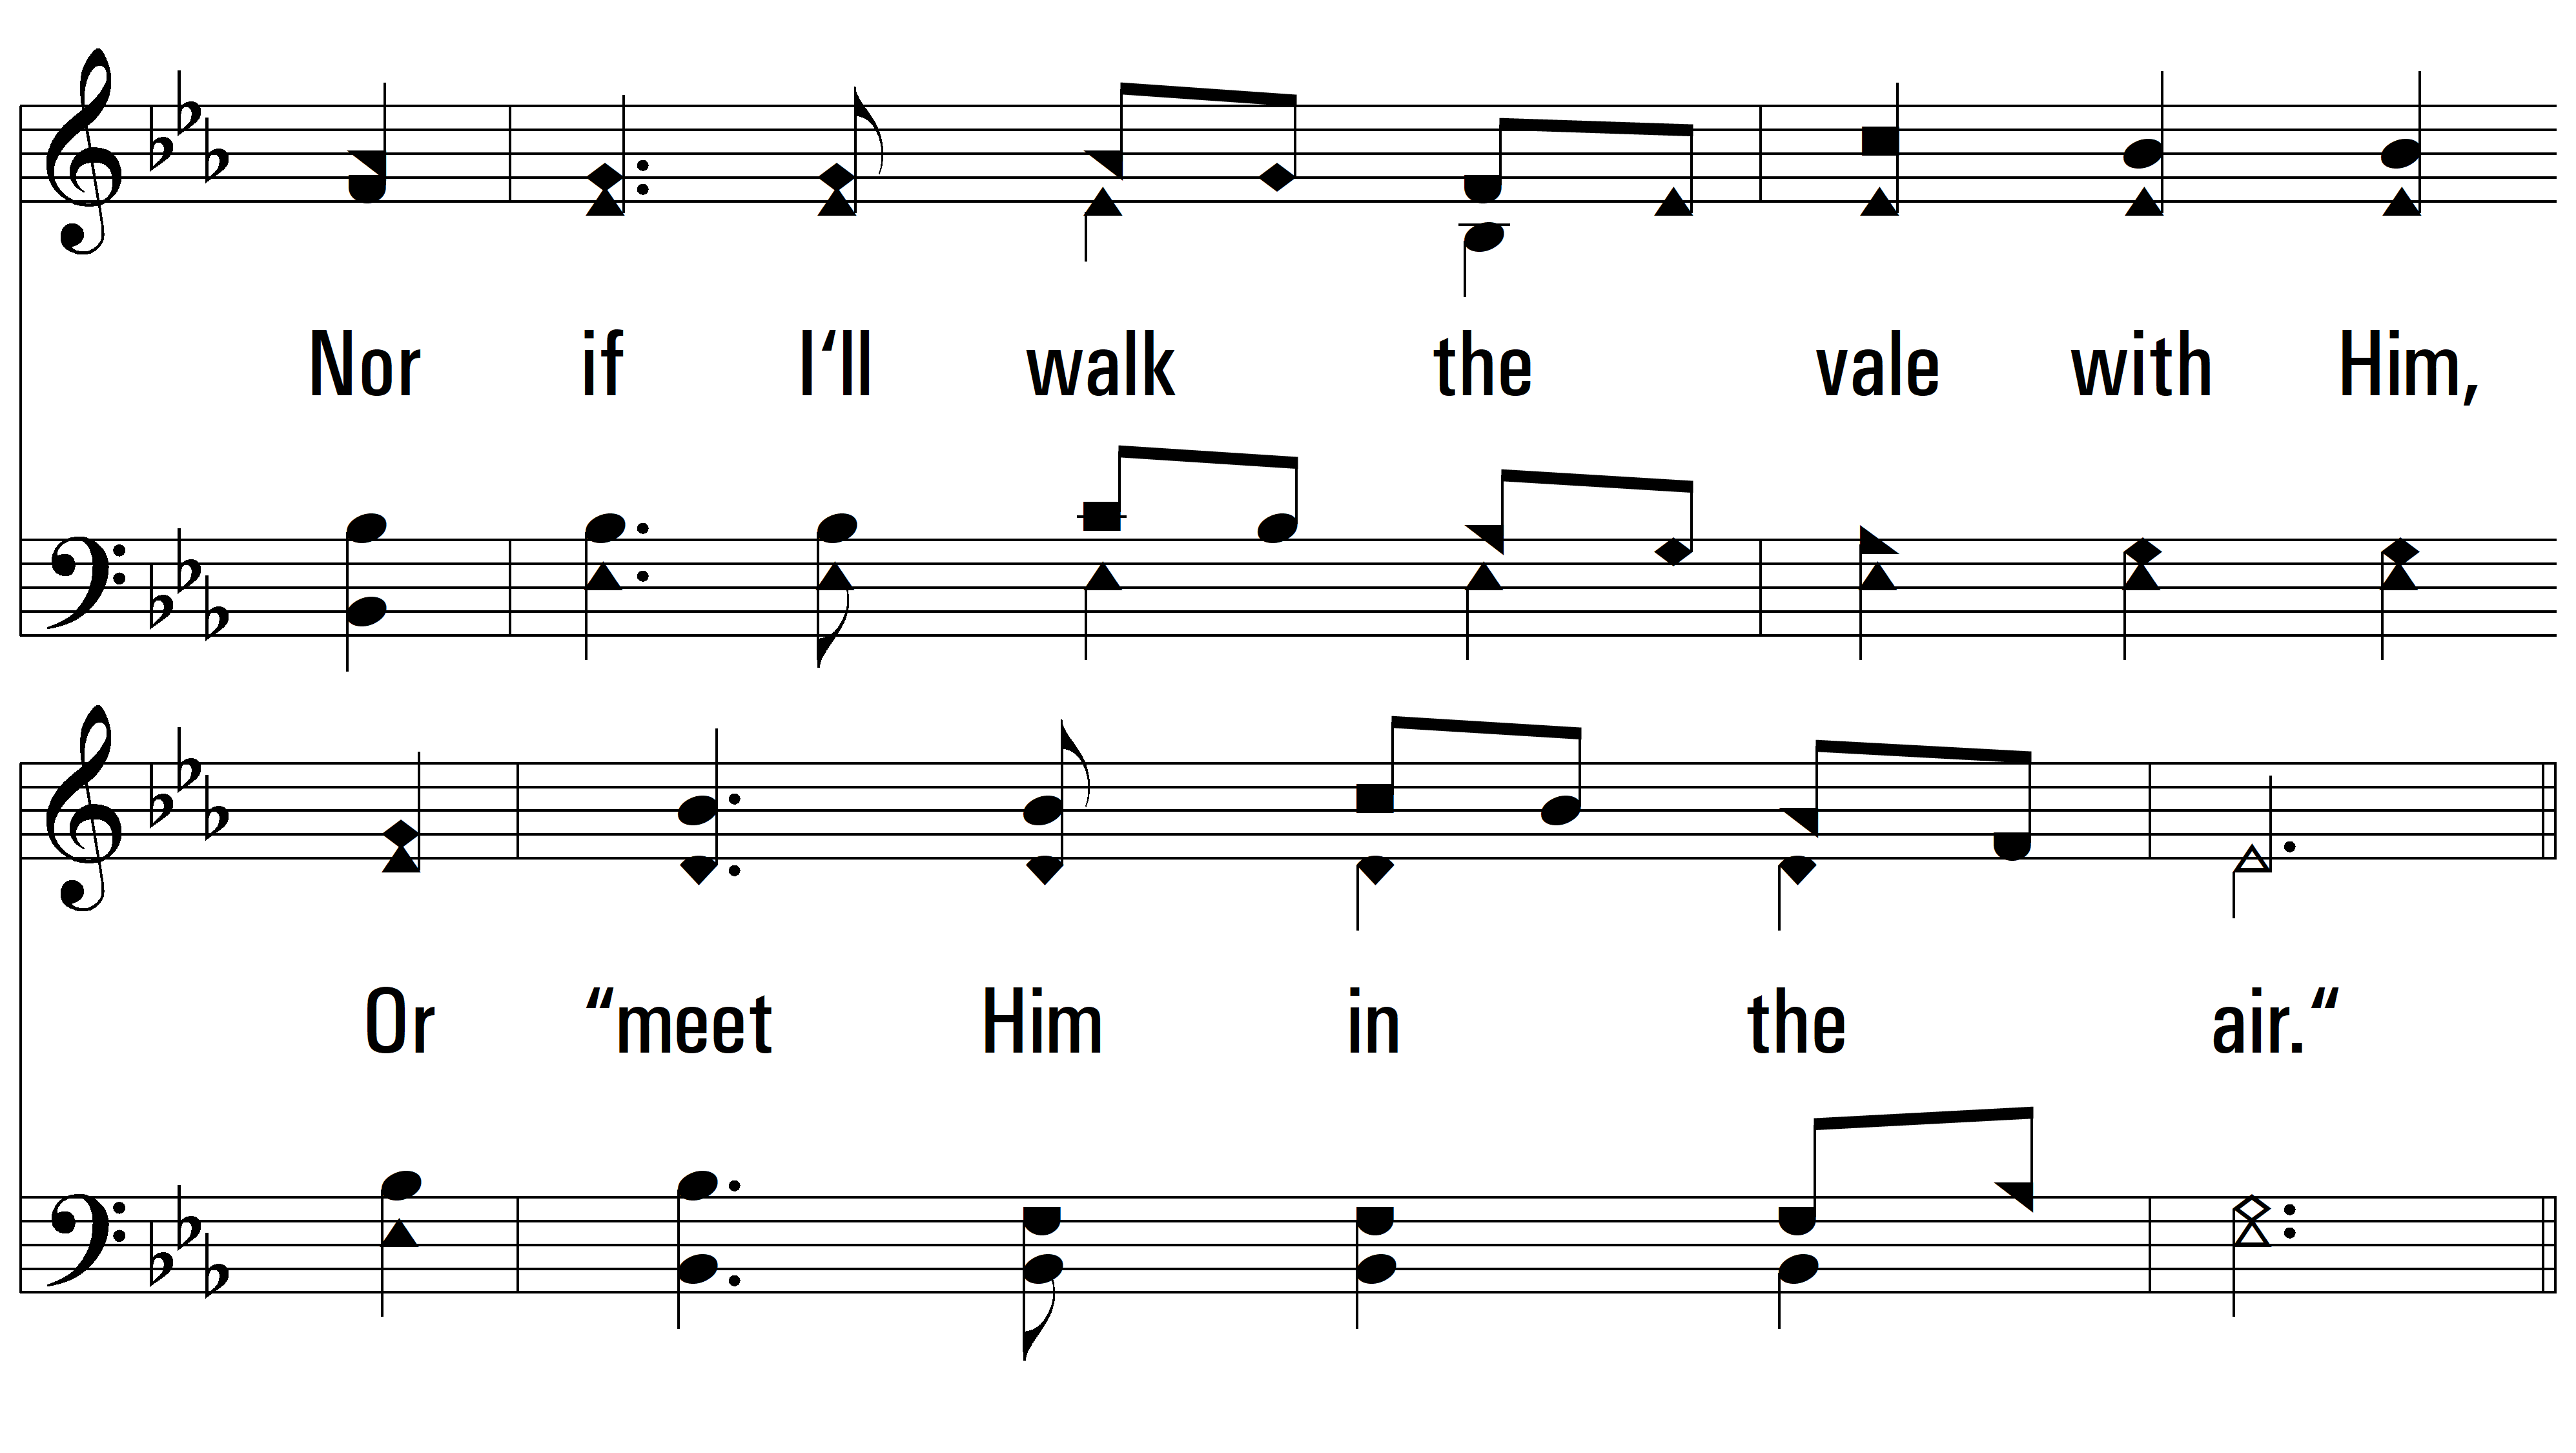 Nor if I‘ll walk the vale with Him,
Or “meet Him in the air.“